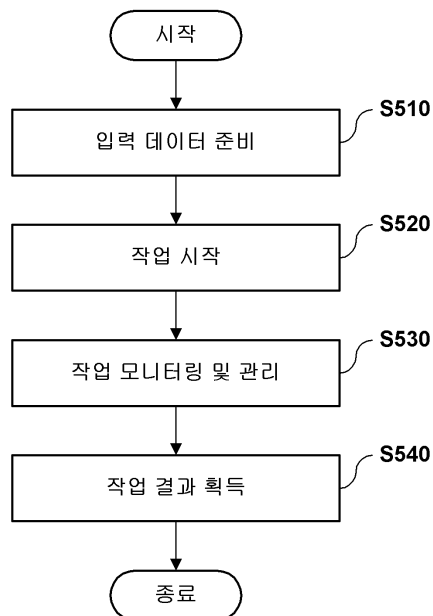 시작
S510
입력 데이터 준비
S520
작업 시작
S530
작업 모니터링 및 관리
S540
작업 결과 획득
종료